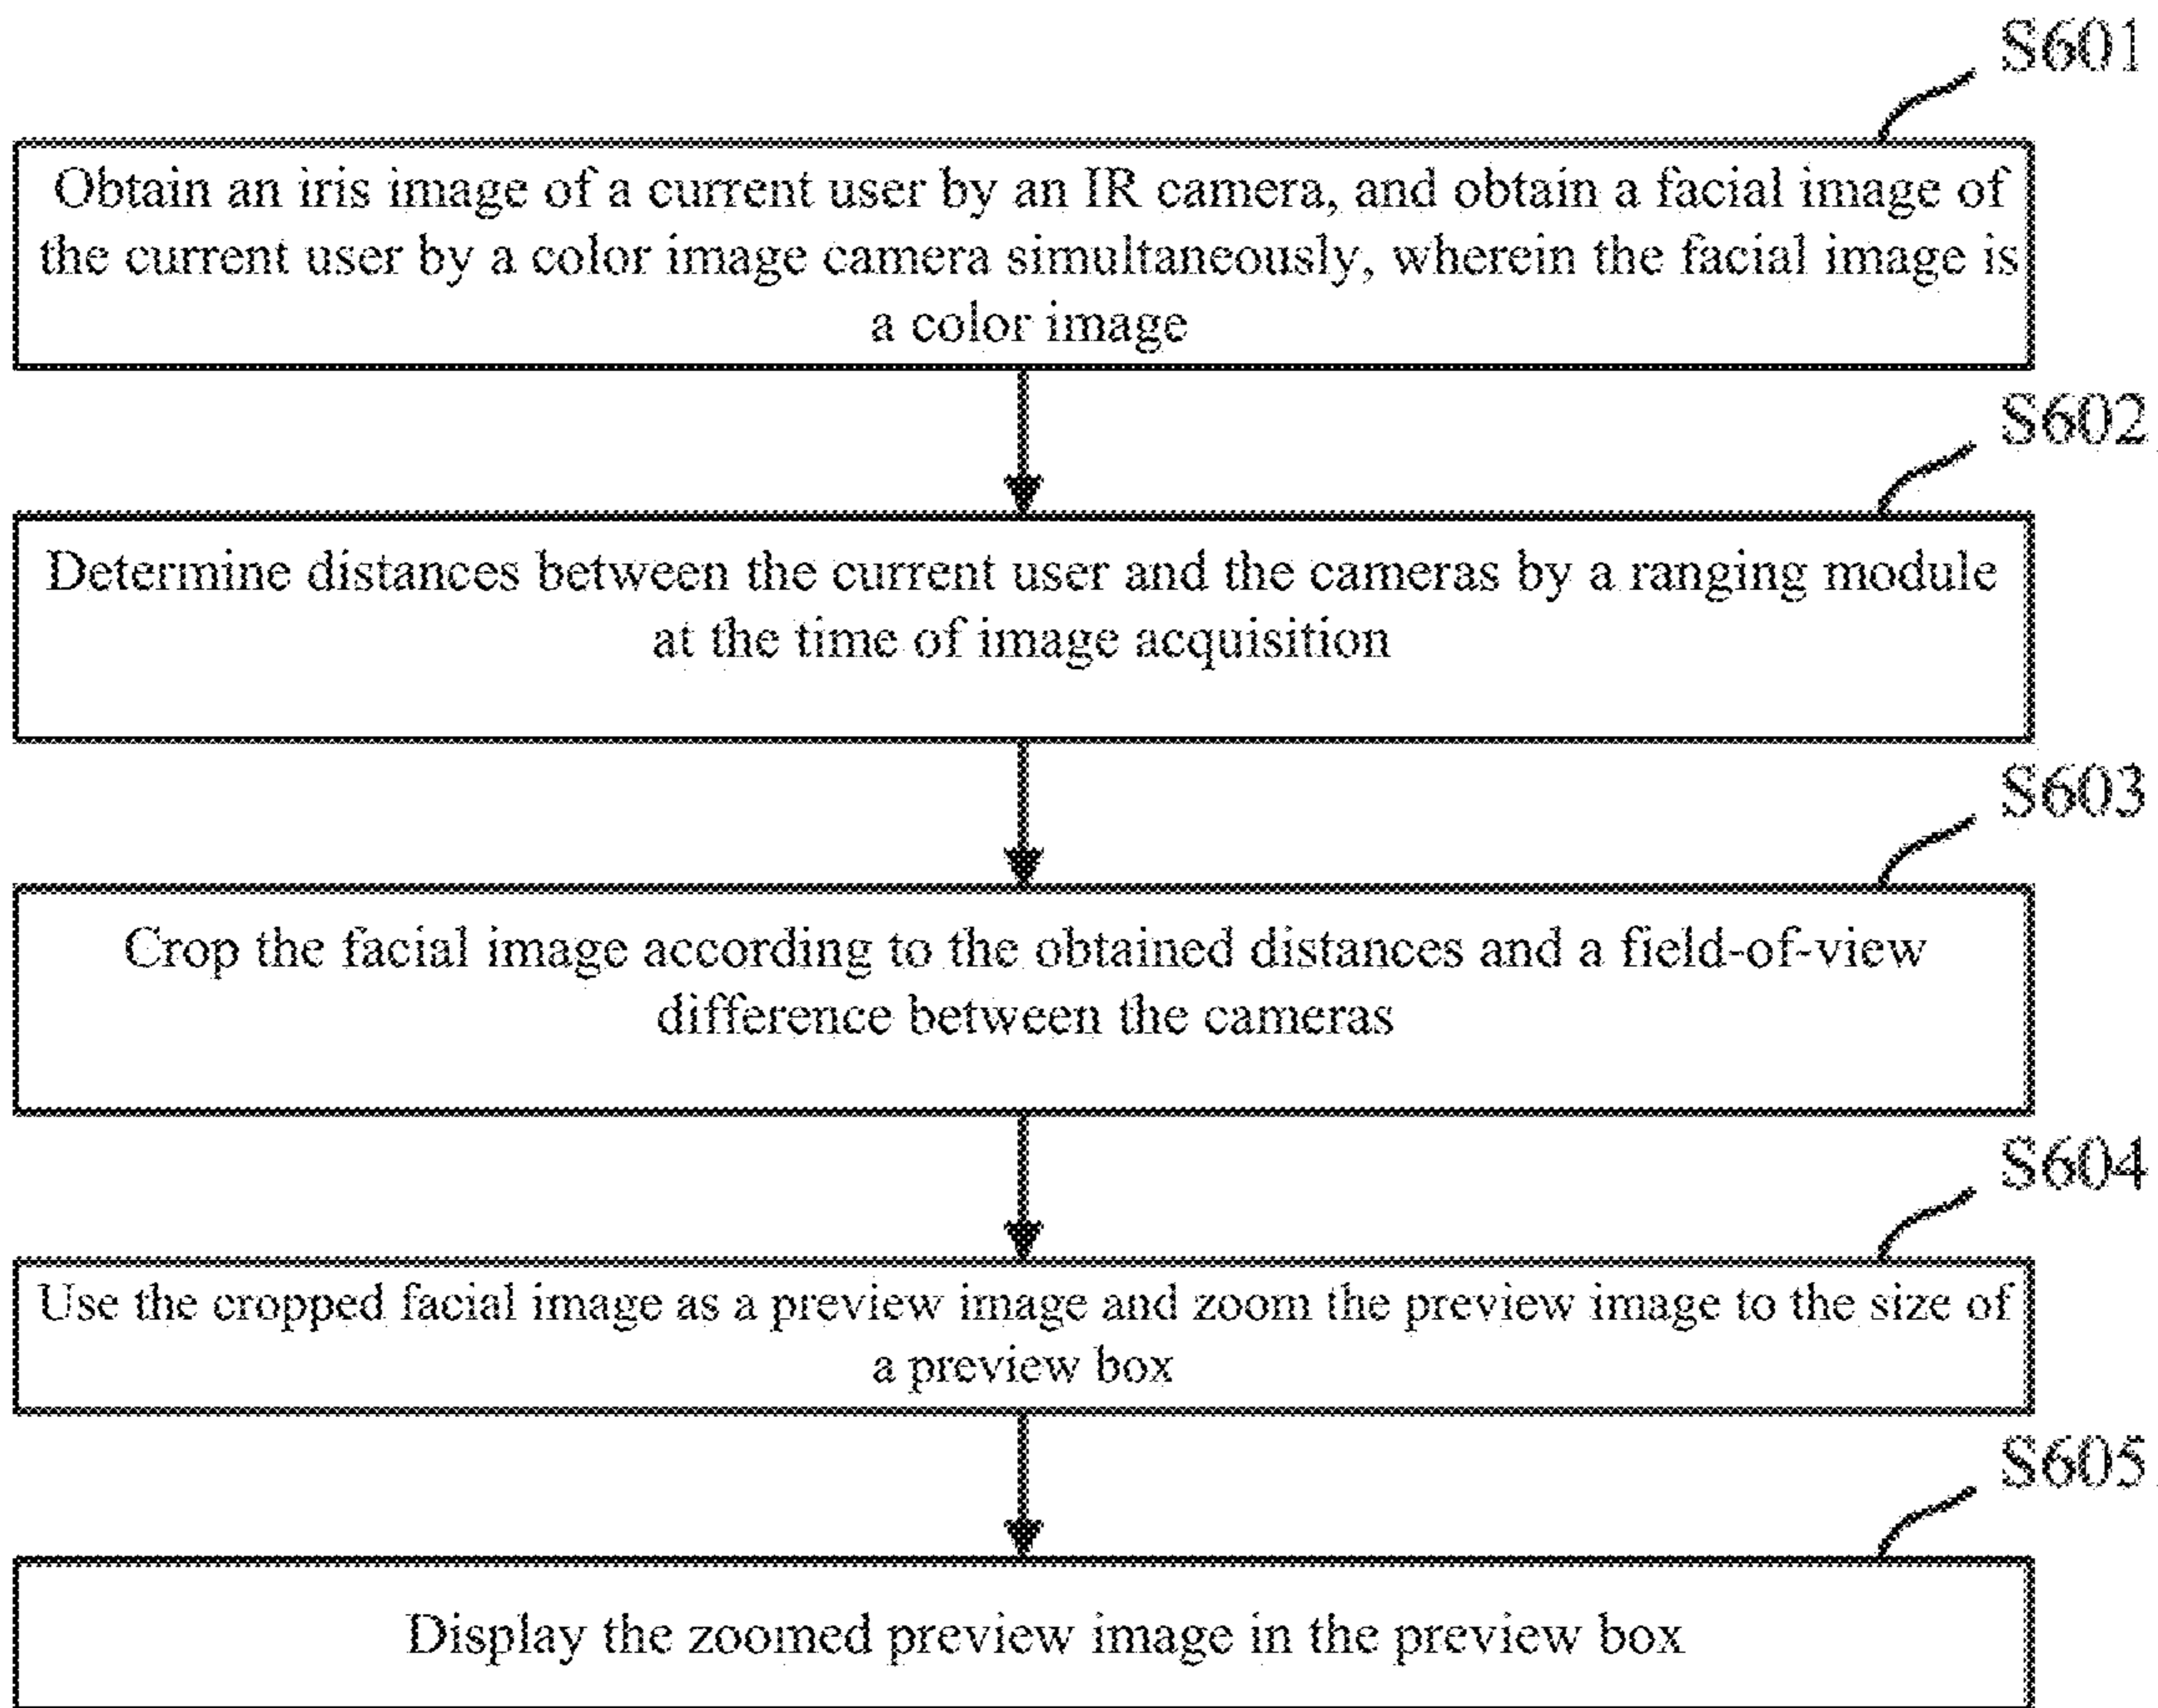 S601
Obtain an iris image of a current user by an IR camera, and obtain a facial image of
the current user by a color image camera simultaneously, wherein the facial image is
a color image
S602
Determine distances between the current user and the cameras by a ranging module
at the time of image acquisition
S603
Crop the facial image according to the obtained distances and a field-of-view
difference between the cameras
S604
Use the cropped facial image as a preview image and zoom the preview image to the size of
a preview box
S605
Display the zoomed preview image in the preview box